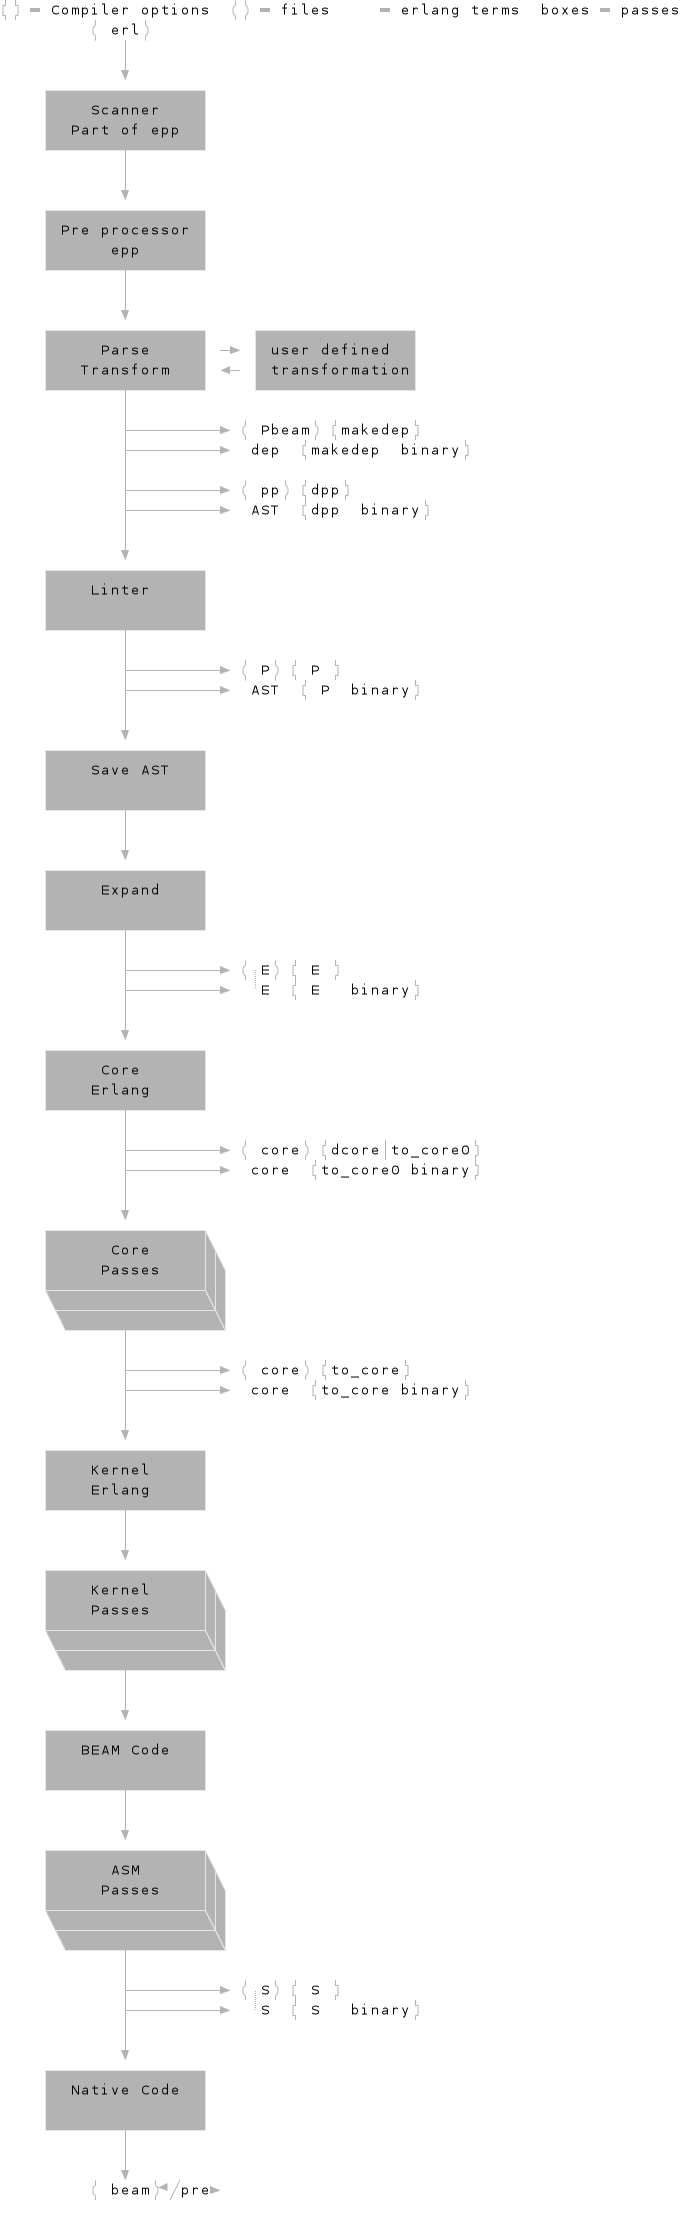 [] = Compiler options  () = files  = erlang terms  boxes = passes
( erl)
Scanner
Part of epp
Pre processor
epp
Parse
Transform
user defined
transformation
( Pbeam) [makedep]
dep [makedep binary]
( pp) [dpp]
AST [dpp binary]
Linter
( P) [ P ]
AST [ P binary]
Save AST
Expand
( E) [ E ]
E [ E binary]
Core
Erlang
( core) [dcore|to_core0]
core [to_core0 binary]
Core
Passes
( core) [to_core]
core [to_core binary]
Kernel
Erlang
Kernel
Passes
BEAM Code
ASM
Passes
( S) [ S ]
S [ S binary]
Native Code
( beam) /pre